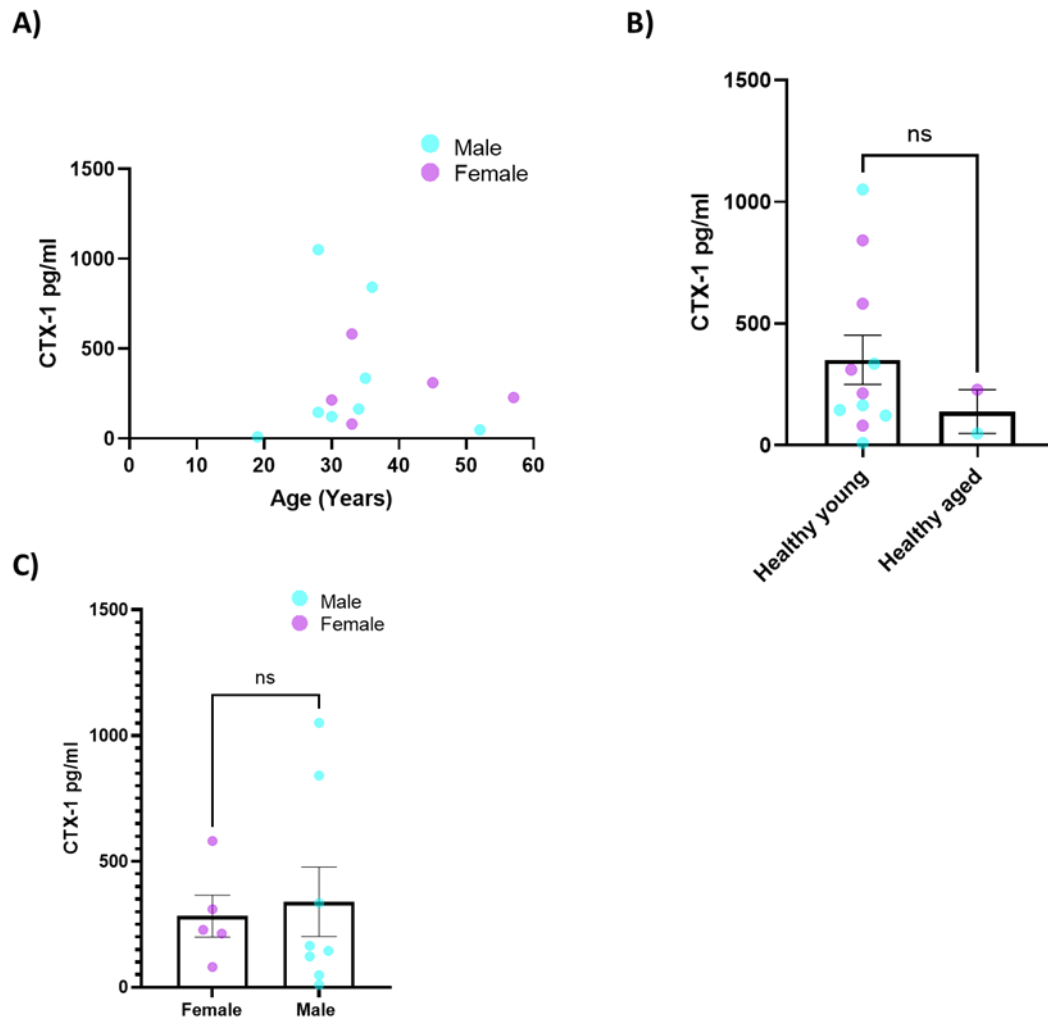 A)
Male
Female
1500
1000
500
0
CTX-1 pg/ml
0 10 20 30 40 50 60
Age (Years)
B)
1500
1000
500
0
CTX-1 pg/ml
ns
Healthy young
Healthy aged
C)
Male
Female
1500
1000
500
0
CTX-1 pg/ml
ns
Female Male